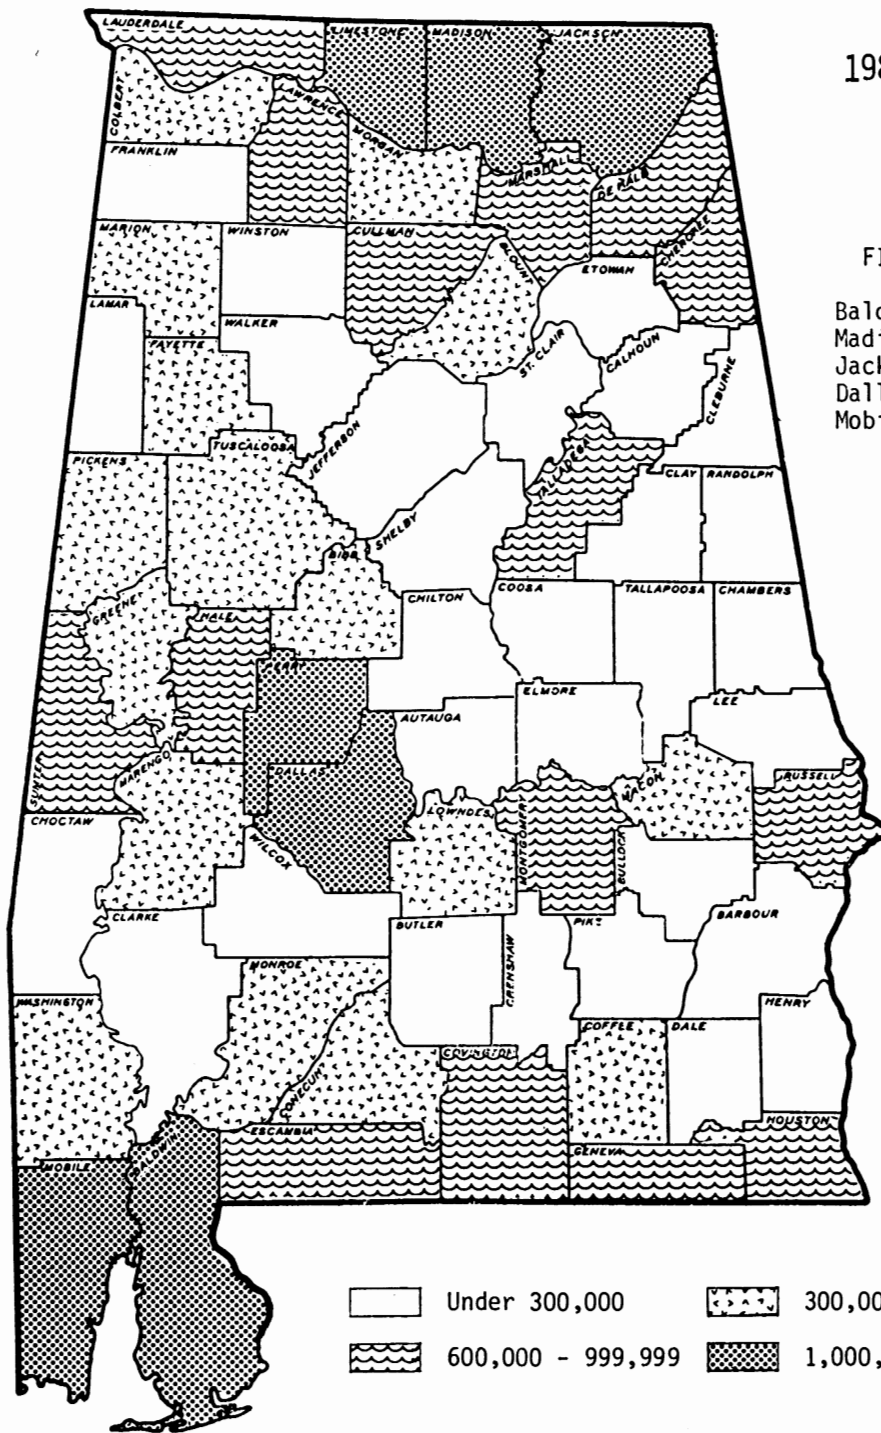 198
FI
Bald
Madi
Jack
Dall
Mobi
LAUDERDALE
LIMESTONE
MADISON
JACKSON
COLBERT
LAWRENCE
MORGAN
FRANKLIN
MARSHALL
DE KALB
CHEROKEE
MARION
WINSTON
CULLMAN
BLOUNT
ETOWAH
LAMAR
WALKER
FAYETTE
ST. CLAIR
CALHOUN
CLEBURNE
JEFFERSON
TUSCALOOSA
PICKENS
TALLADEGA
CLAY
RANDOLPH
SHELBY
BIBB
GREENE
HALE
CHILTON
COOSA
TALLAPOOSA
CHAMBERS
PERRY
AUTAUGA
ELMORE
LEE
SUMTER
MARENGO
DALLAS
LOWNDES
MONTGOMERY
MACON
RUSSELL
CHOCTAW
WILCOX
BULLOCK
CLARKE
BUTLER
CRENSHAW
PIKE
BARBOUR
MONROE
WASHINGTON
CONECUH
COVINGTON
COFFEE
DALE
HENRY
ESCAMBIA
GENEVA
HOUSTON
MOBILE
BALDWIN
Under 300,000
300,00
600,000 - 999,999
1,000,